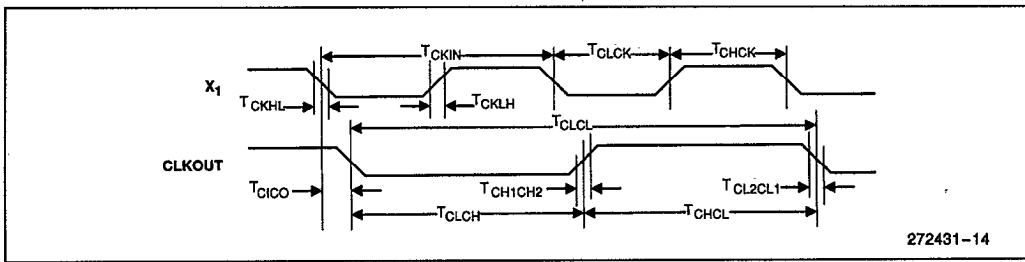 TCKIN TCLCK TCHCK
X1
TCKHL TCKLH
TCLCL
CLKOUT
TCICO TCH1CH2 TCL2CL1
TCLCH TCHCL
272431-14